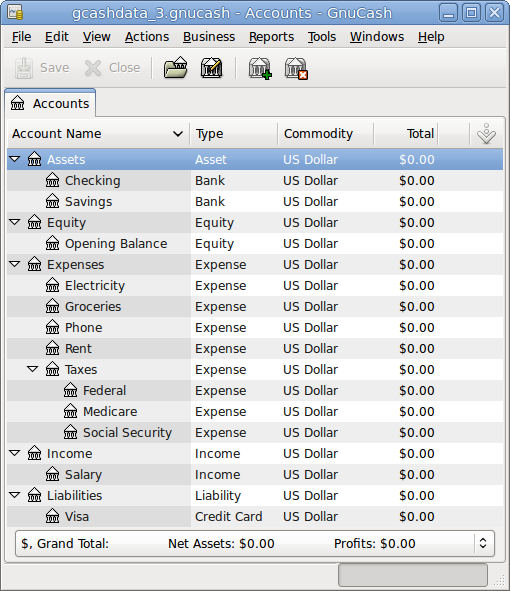 gcashdata_3.gnucash - Accounts - GnuCash
File Edit View Actions Business Reports Tools Windows Help
Save Close
Accounts
Account Name Type Commodity Total
Assets Asset US Dollar $0.00
Checking Bank US Dollar $0.00
Savings Bank US Dollar $0.00
Equity Equity US Dollar $0.00
Opening Balance Equity US Dollar $0.00
Expenses Expense US Dollar $0.00
Electricity Expense US Dollar $0.00
Groceries Expense US Dollar $0.00
Phone Expense US Dollar $0.00
Rent Expense US Dollar $0.00
Taxes Expense US Dollar $0.00
Federal Expense US Dollar $0.00
Medicare Expense US Dollar $0.00
Social Security Expense US Dollar $0.00
Income Income US Dollar $0.00
Salary Income US Dollar $0.00
Liabilities Liability US Dollar $0.00
Visa Credit Card US Dollar $0.00
$, Grand Total: Net Assets: $0.00 Profits: $0.00